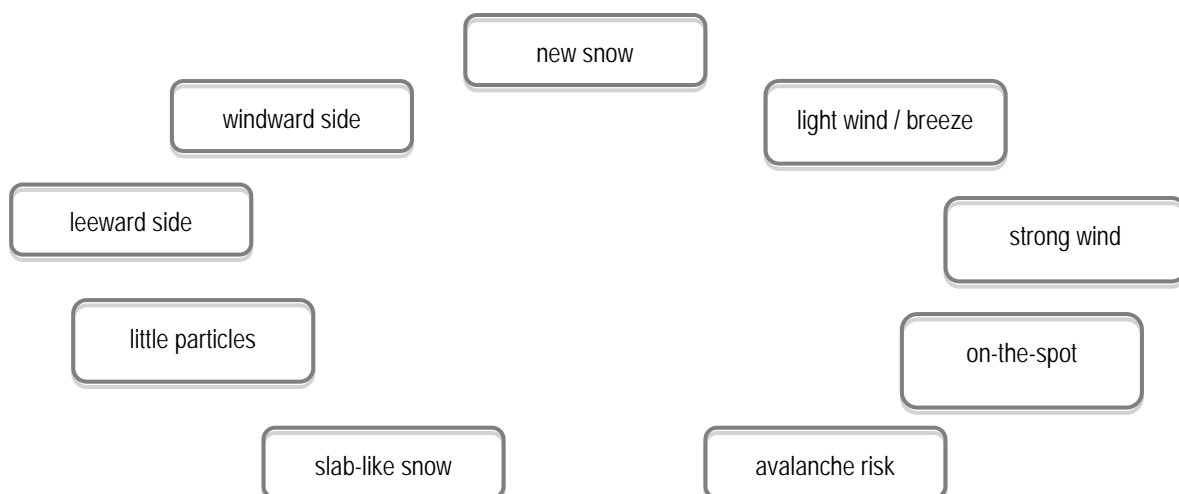 new snow
windward side
light wind / breeze
leeward side
strong wind
little particles
on-the-spot
slab-like snow
avalanche risk